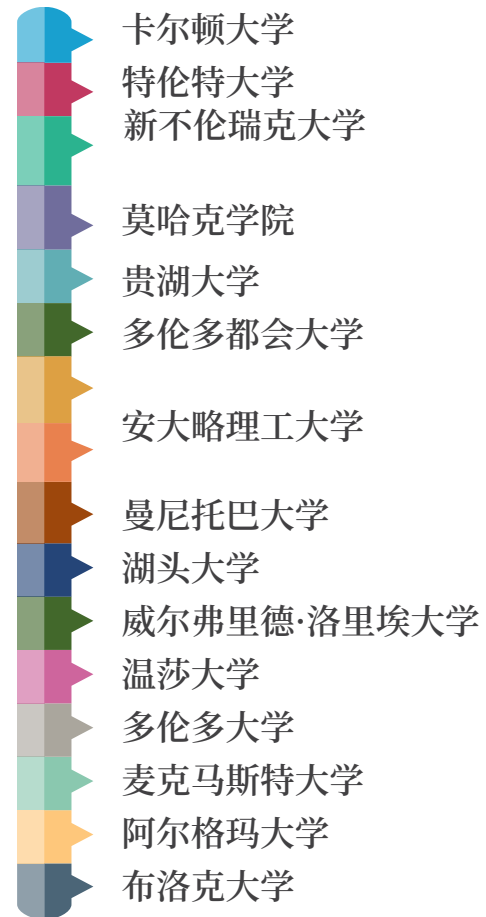 卡尔顿大学
特伦特大学
新不伦瑞克大学
莫哈克学院
贵湖大学
多伦多都会大学
安大略理工大学
曼尼托巴大学
湖头大学
威尔弗里德·洛里埃大学
温莎大学
多伦多大学
麦克马斯特大学
阿尔格玛大学
布洛克大学